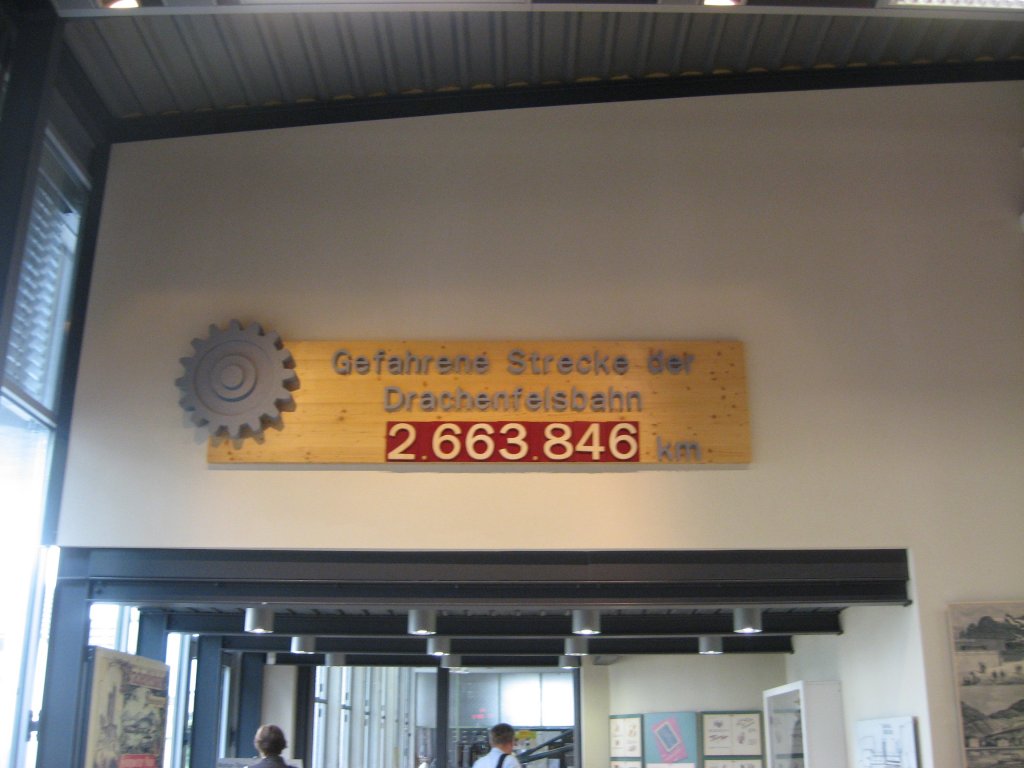 Gefahrene Strecke der
Drachenfelsbahn
2.663.846 km